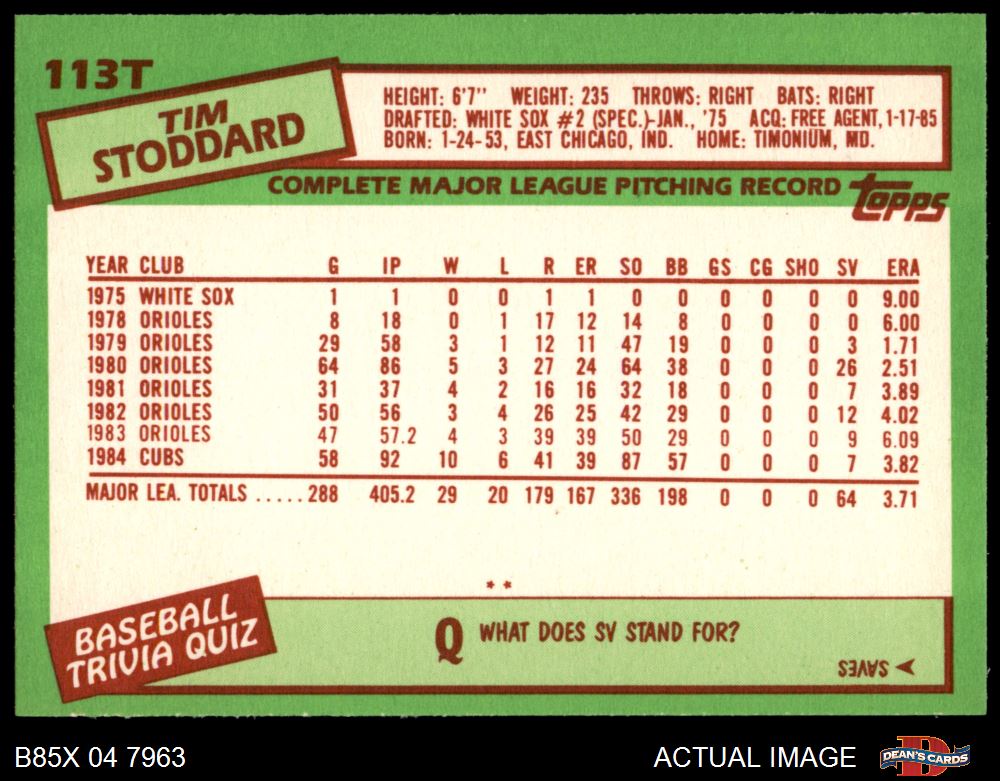 113T
TIM
STODDARD
HEIGHT: 6'7" WEIGHT: 235 THROWS: RIGHT BATS: RIGHT
DRAFTED: WHITE SOX #2 (SPEC.)-JAN., '75 ACQ: FREE AGENT, 1-17-85
BORN: 1-24-53, EAST CHICAGO, IND. HOME: TIMONIUM, MD.
COMPLETE MAJOR LEAGUE PITCHING RECORD
TOPPS
YEAR CLUB G IP W L R ER SO BB GS CG SHO SV ERA
1975 WHITE SOX 1 1 0 0 1 1 0 0 0 0 0 0 9.00
1978 ORIOLES 8 18 0 1 17 12 14 8 0 0 0 0 6.00
1979 ORIOLES 29 58 3 1 12 11 47 19 0 0 0 3 1.71
1980 ORIOLES 64 86 5 3 27 24 64 38 0 0 0 26 2.51
1981 ORIOLES 31 37 4 2 16 16 32 18 0 0 0 7 3.89
1982 ORIOLES 50 56 3 4 26 25 42 29 0 0 0 12 4.02
1983 ORIOLES 47 57.2 4 3 39 39 50 29 0 0 0 9 6.09
1984 CUBS 58 92 10 6 41 39 87 57 0 0 0 7 3.82
MAJOR LEA. TOTALS .....288 405.2 29 20 179 167 336 198 0 0 0 64 3.71
**
BASEBALL
TRIVIA QUIZ
Q WHAT DOES SV STAND FOR?
SAVES
B85X 04 7963 ACTUAL IMAGE DEAN'S CARDS